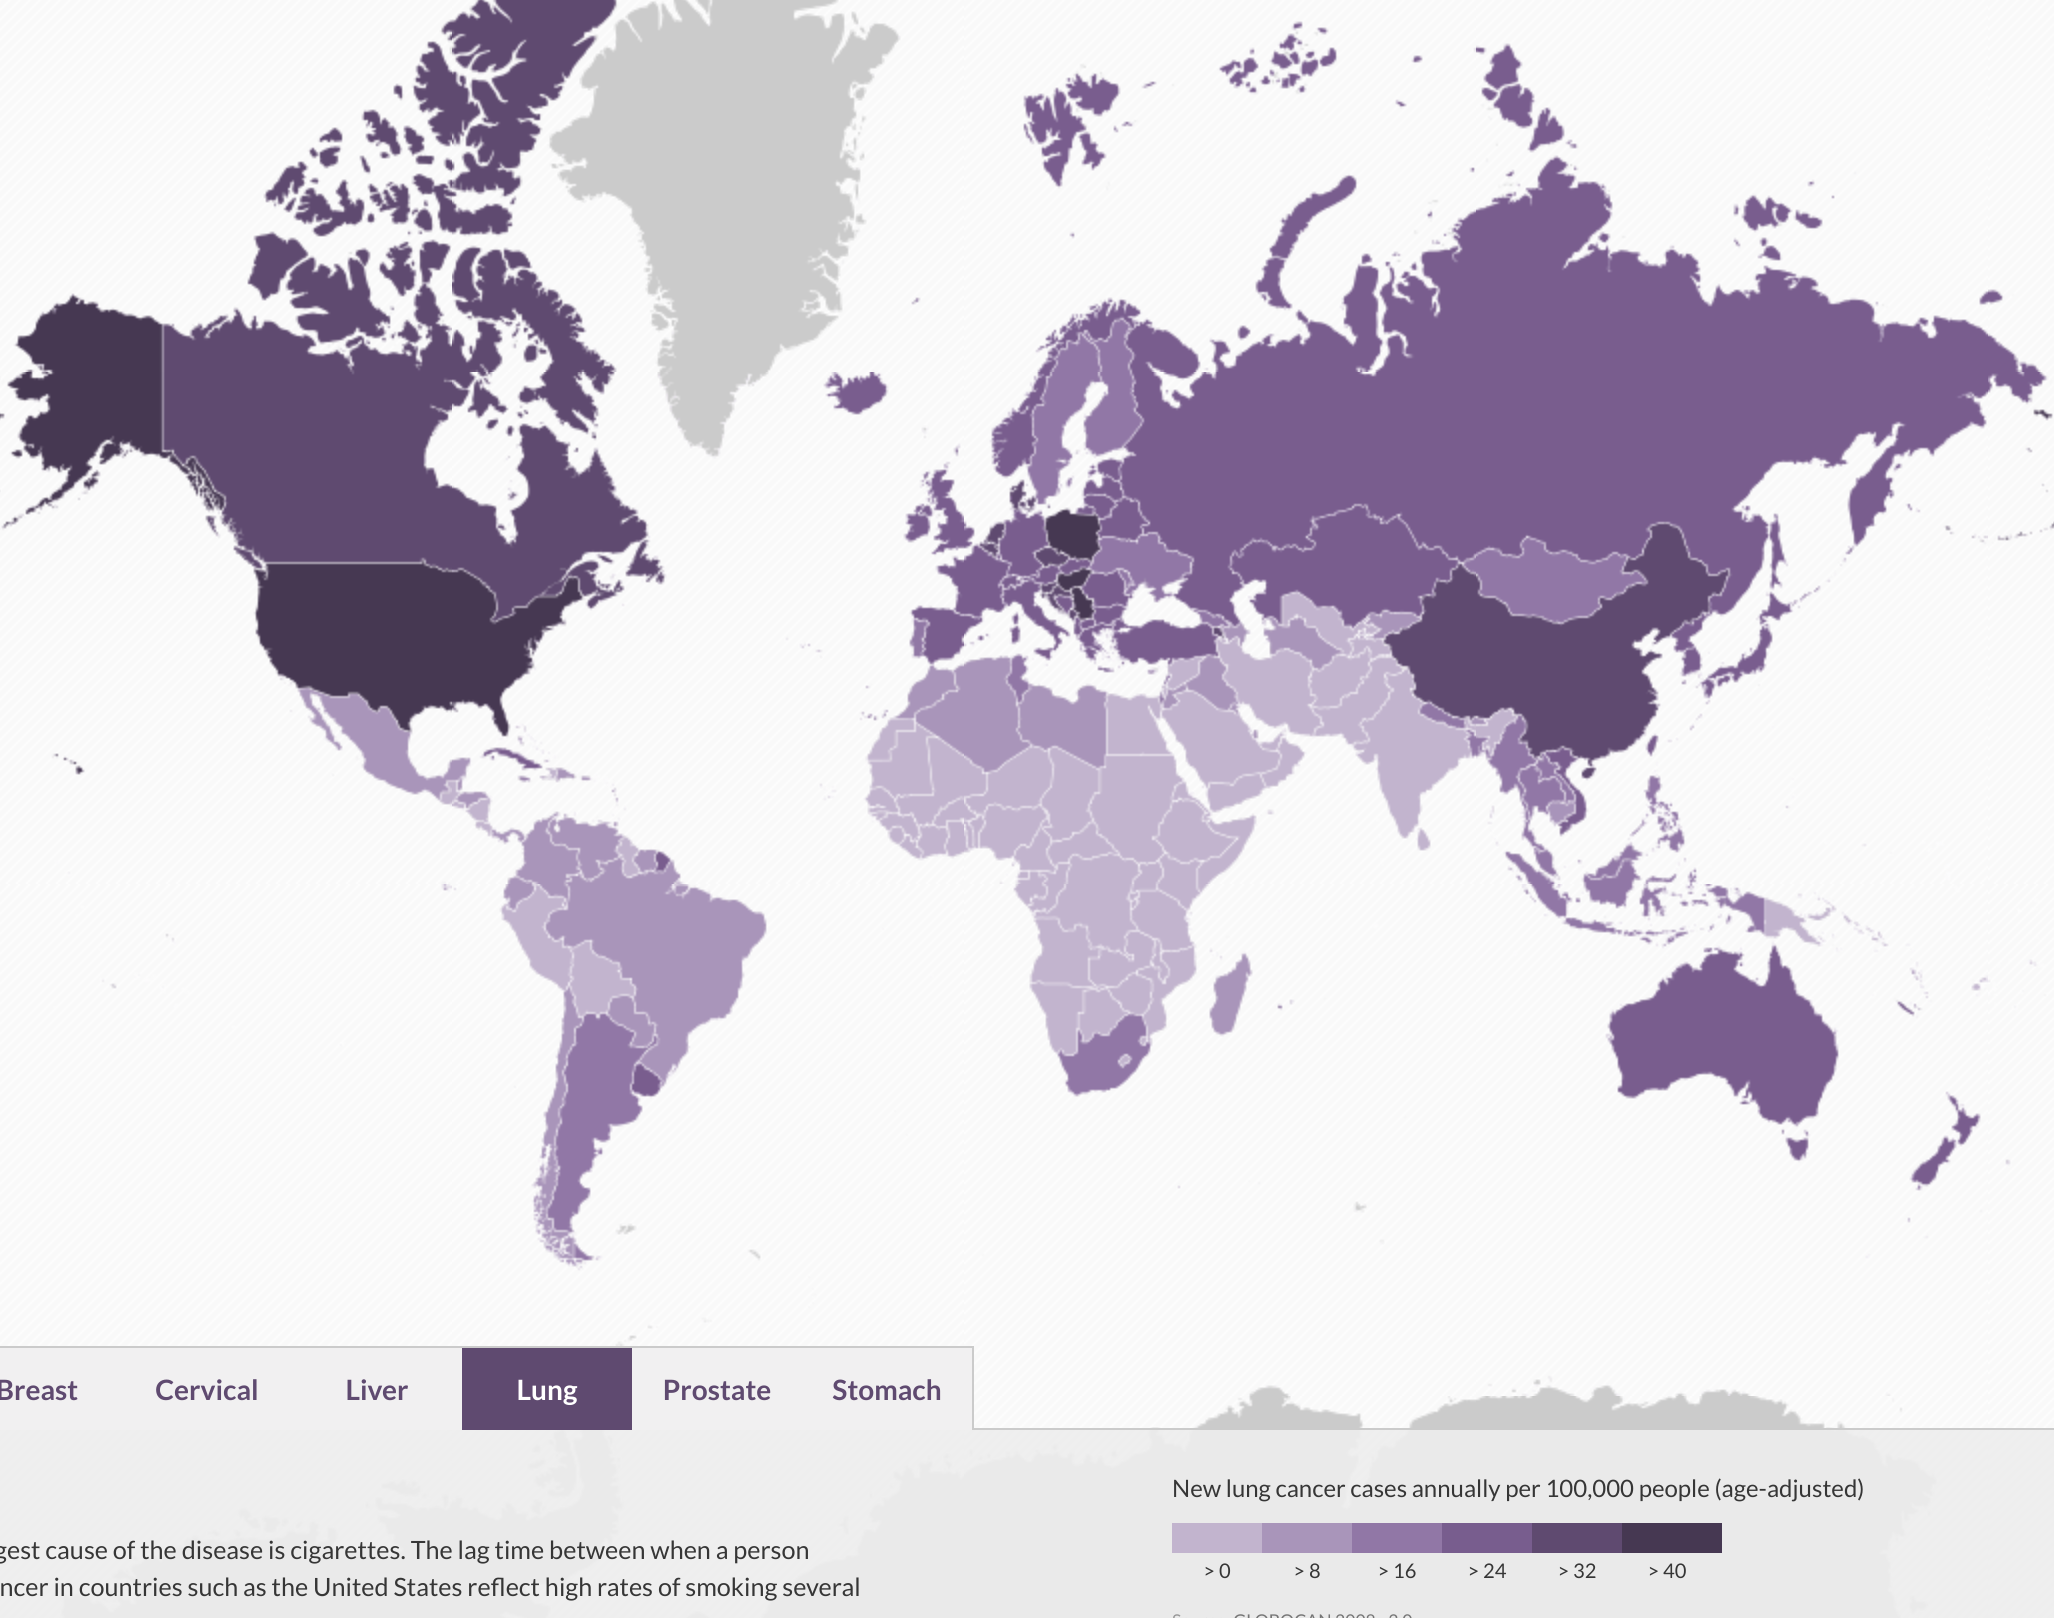 Breast Cervical Liver Lung Prostate Stomach
New lung cancer cases annually per 100,000 people (age-adjusted)
> 0 > 8 > 16 > 24 > 32 > 40
cause of the disease is cigarettes. The lag time between when a person
in countries such as the United States reflect high rates of smoking several